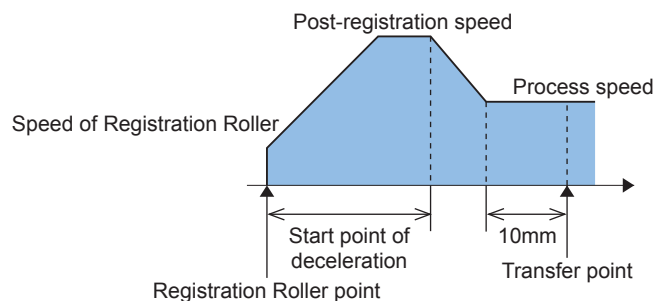 Post-registration speed
Process speed
Speed of Registration Roller
Start point of
deceleration
10mm
Transfer point
Registration Roller point